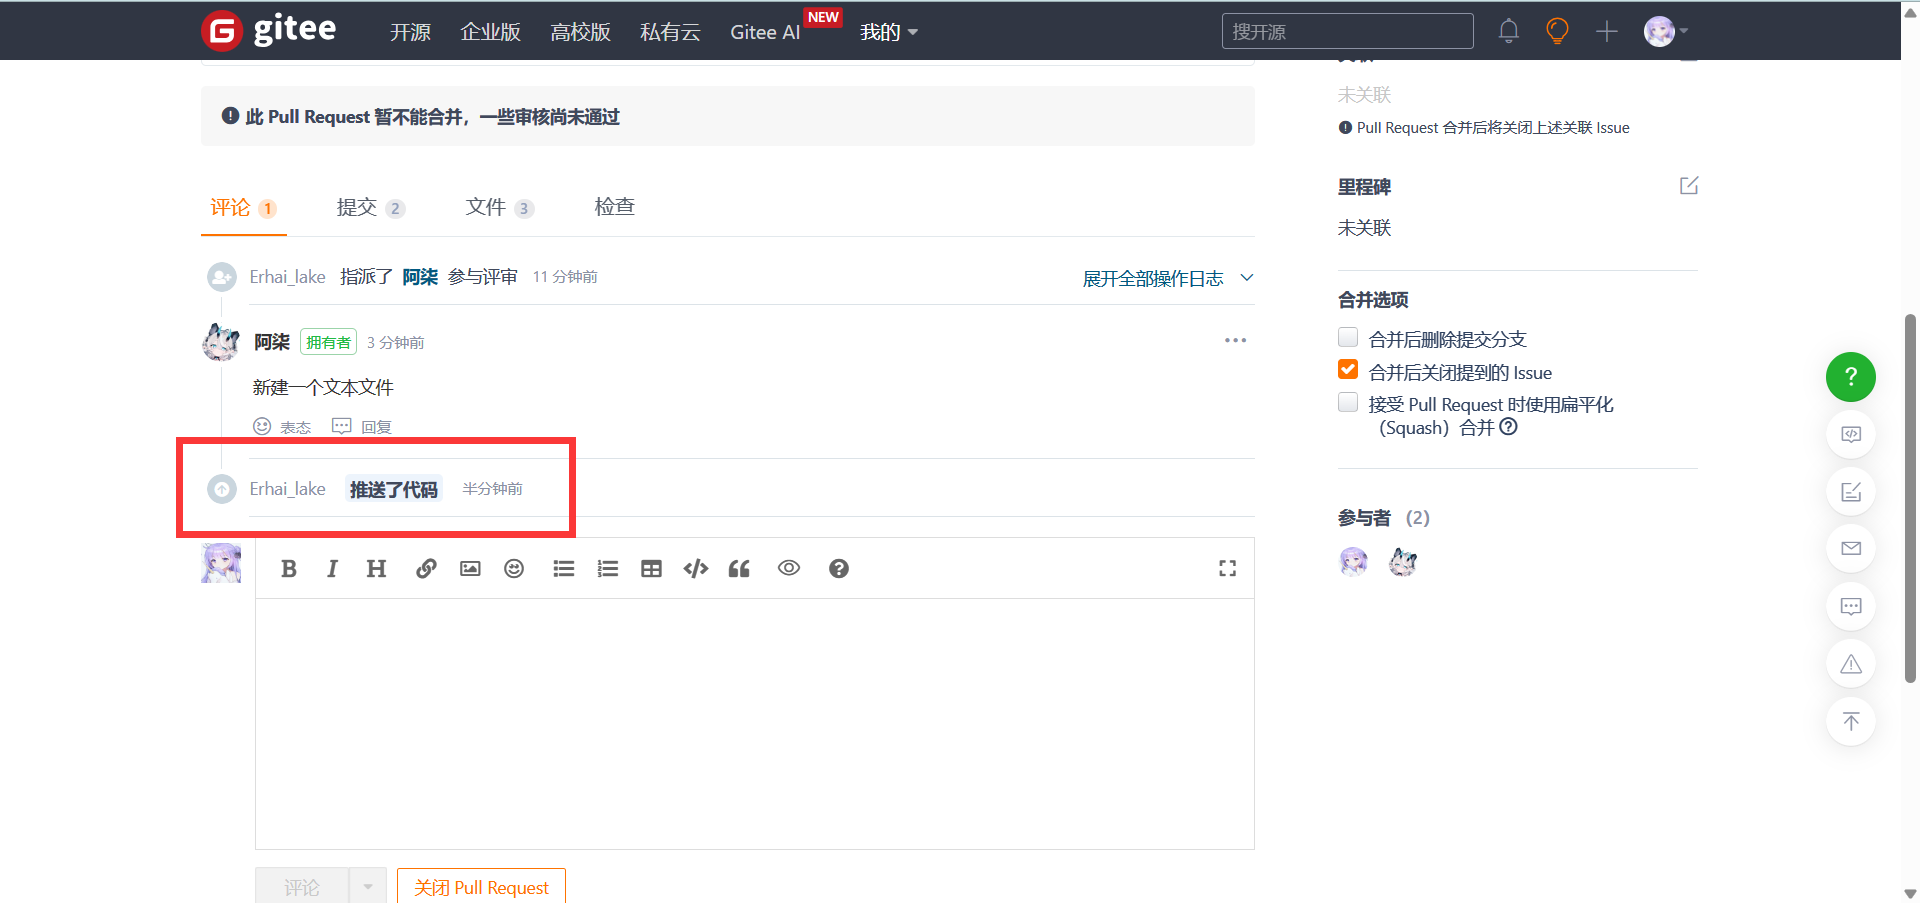 gitee
开源 企业版 高校版 私有云 Gitee AI NEW 我的
搜开源
此 Pull Request 暂不能合并，一些审核尚未通过
评论 1 提交 2 文件 3 检查
Erhai_lake 指派了 阿柒 参与评审 11 分钟前
展开全部操作日志
阿柒 拥有者 3 分钟前
新建一个文本文件
表态 回复
Erhai_lake 推送了代码 半分钟前
B I H
评论
关闭 Pull Request
未关联
Pull Request 合并后将关闭上述关联 Issue
里程碑
未关联
合并选项
合并后删除提交分支
合并后关闭提到的 Issue
接受 Pull Request 时使用扁平化
（Squash）合并
参与者 (2)